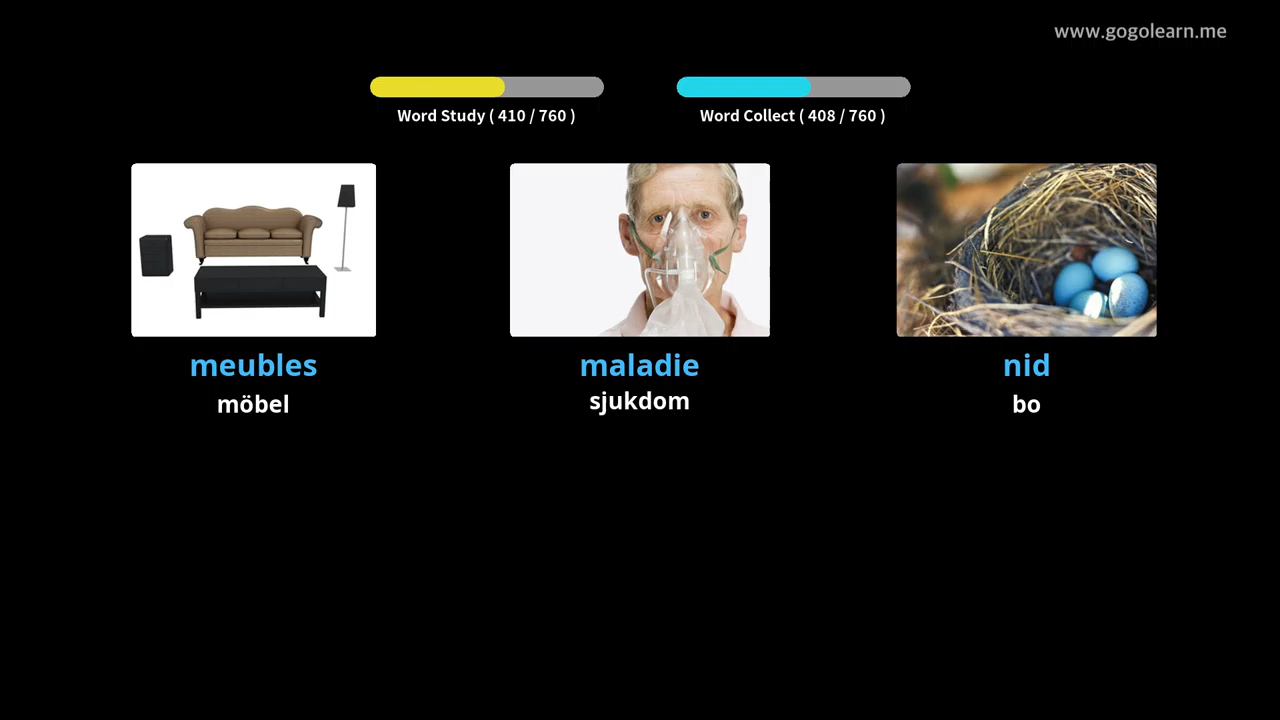 www.gogolearn.me
Word Study ( 410 / 760 )
Word Collect ( 408 / 760 )
meubles
möbel
maladie
sjukdom
nid
bo